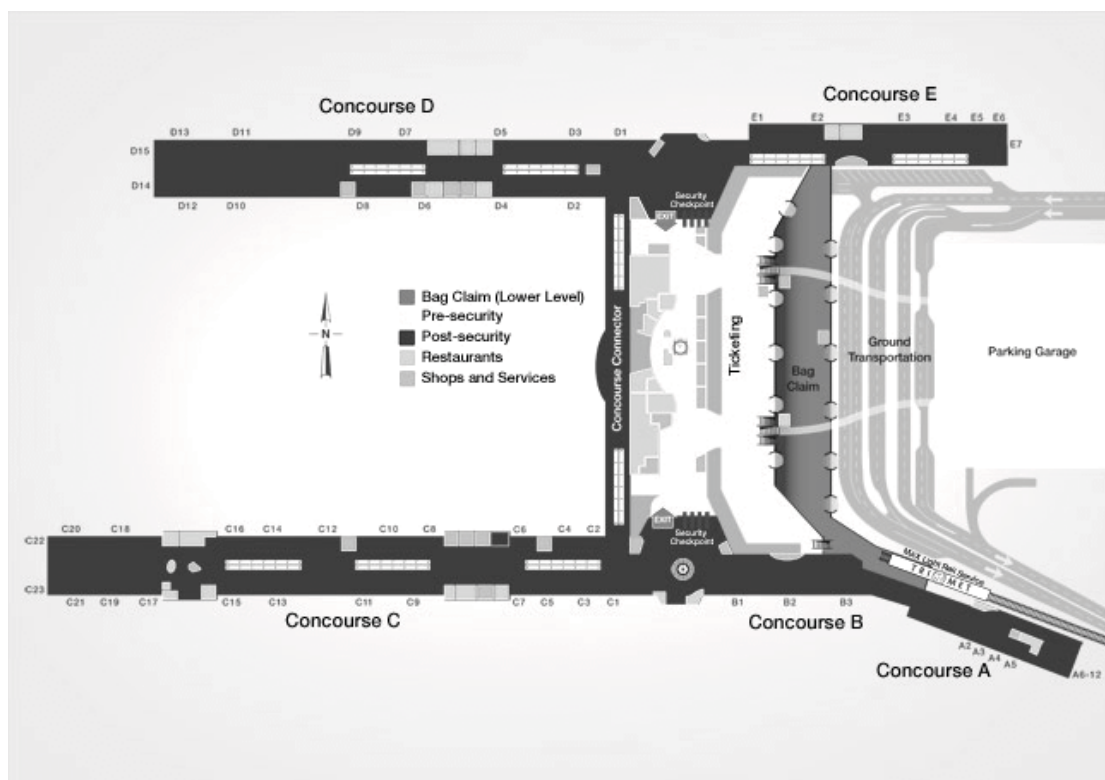 Concourse D
Concourse E
D13
D11
D9
D7
D5
D3
D1
E1
E2
E3
E4
E5
E6
D15
E7
D14
D12
D10
D8
D6
D4
D2
Security
Checkpoint
EXIT
Bag Claim (Lower Level)
Pre-security
Post-security
Restaurants
Shops and Services
N
Concourse Connector
Ticketing
Bag
Claim
Ground
Transportation
Parking Garage
C20
C18
C16
C14
C12
C10
C8
C6
C4
C2
EXIT
Security
Checkpoint
C22
MAX Light Rail Service
TRI MET
C23
C21
C19
C17
C15
C13
C11
C9
C7
C5
C3
C1
B1
B2
B3
Concourse C
Concourse B
A2
A3
A4
A5
A6-12
Concourse A